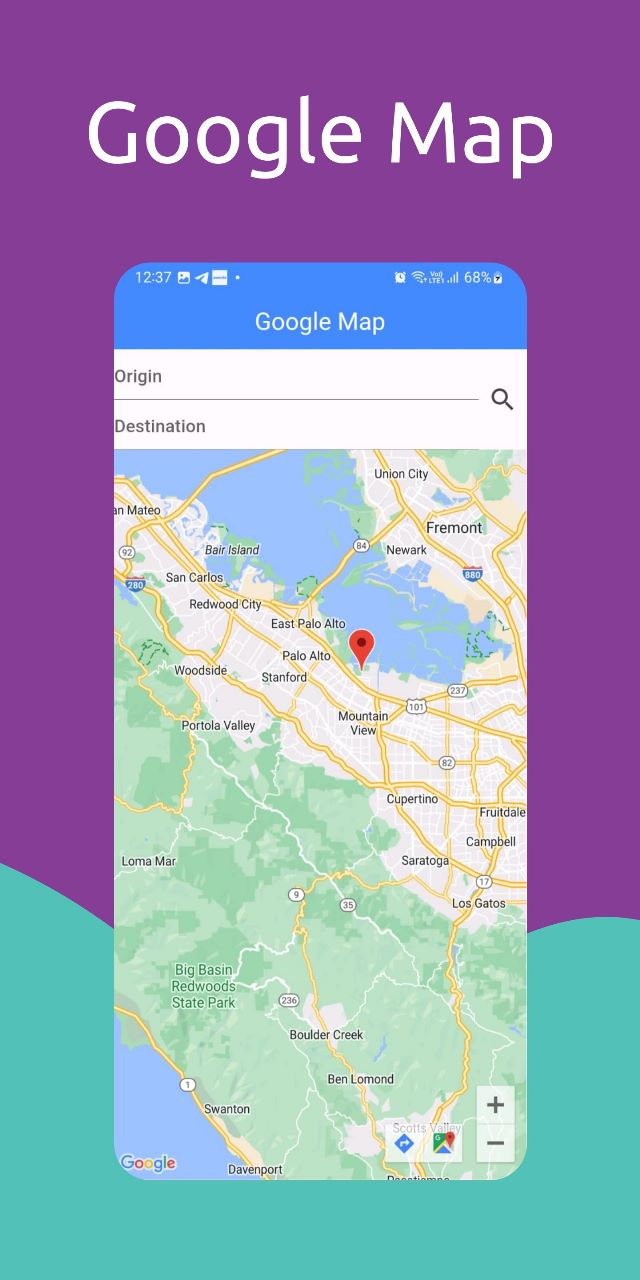 Google Map
12:37
Vo) LTE1 68%
Google Map
Origin
Destination
Union City
an Mateo
Fremont
84
Bair Island
Newark
92
880
280
San Carlos
Redwood City
East Palo Alto
Palo Alto
Woodside
Stanford
237
101
Mountain
View
Portola Valley
82
Cupertino
Fruitdale
Campbell
Loma Mar
Saratoga
17
9
35
Los Gatos
Big Basin
Redwoods
State Park
236
Boulder Creek
Ben Lomond
1
Swanton
+
Scotts Valley
−
Google
Davenport